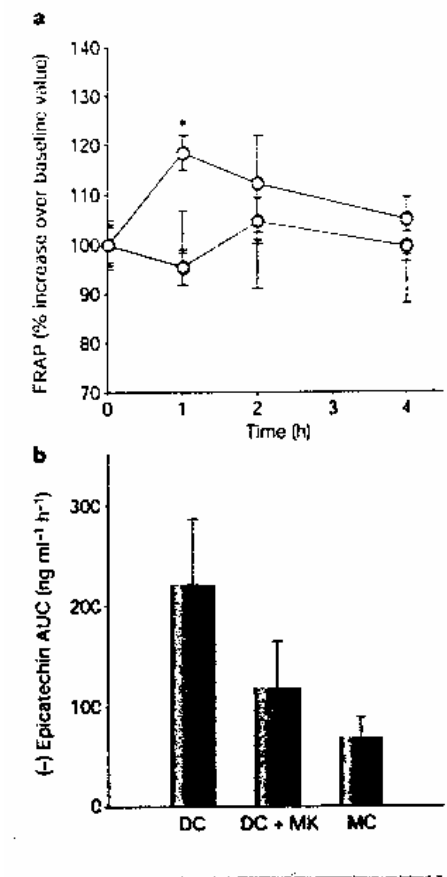 a
140
130
120
110
100
90
80
70
FRAP (% increase over baseline value)
*
0 1 2 3 4
Time (h)
b
300
200
100
0
(–) Epicatechin AUC (ng ml⁻¹ h⁻¹)
DC DC + MK MC